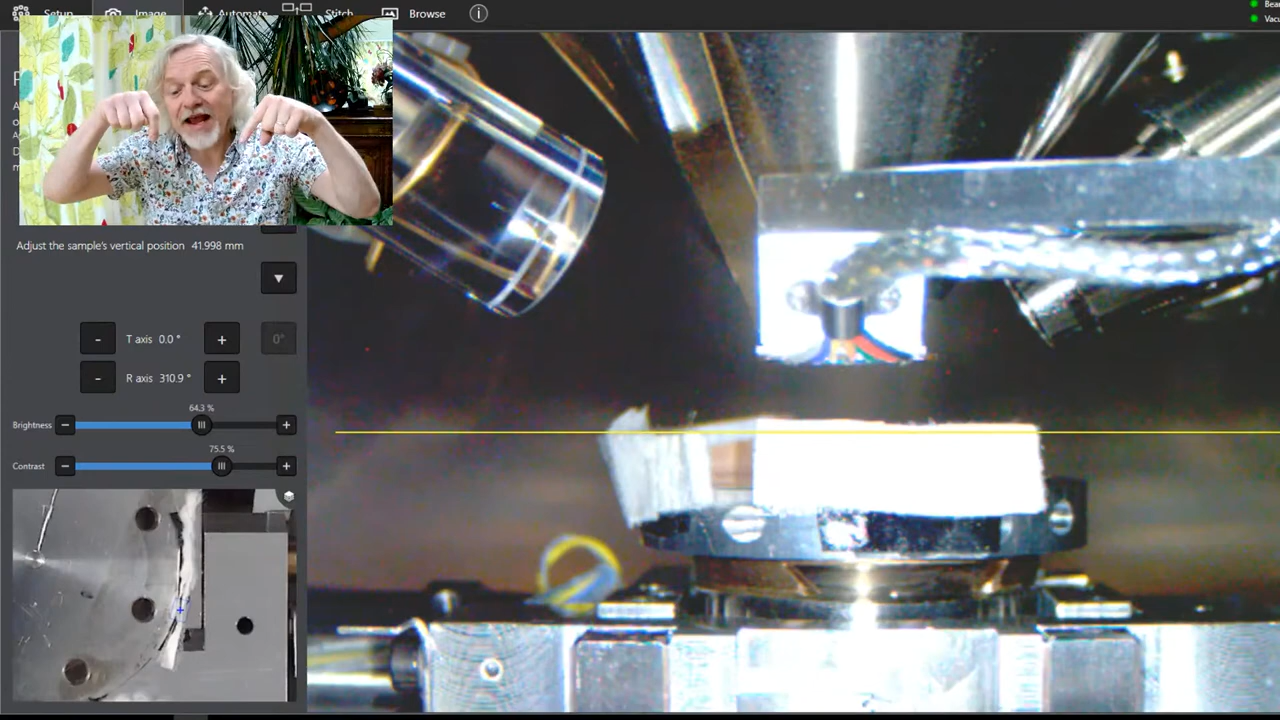 Setup Image Automate Stitch Browse
Adjust the sample's vertical position 41.998 mm
- T axis 0.0 ° + 0°
- R axis 310.9 ° +
64.3 %
Brightness
75.5 %
Contrast